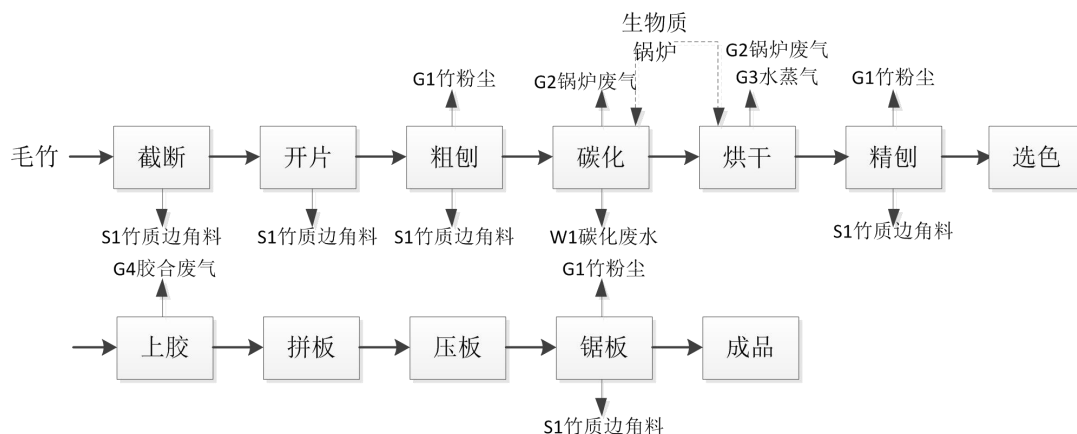 生物质
锅炉
G2锅炉废气
G3水蒸气
G1竹粉尘
G2锅炉废气
G1竹粉尘
毛竹
截断
开片
粗刨
碳化
烘干
精刨
选色
S1竹质边角料
S1竹质边角料
S1竹质边角料
W1碳化废水
S1竹质边角料
G4胶合废气
G1竹粉尘
上胶
拼板
压板
锯板
成品
S1竹质边角料